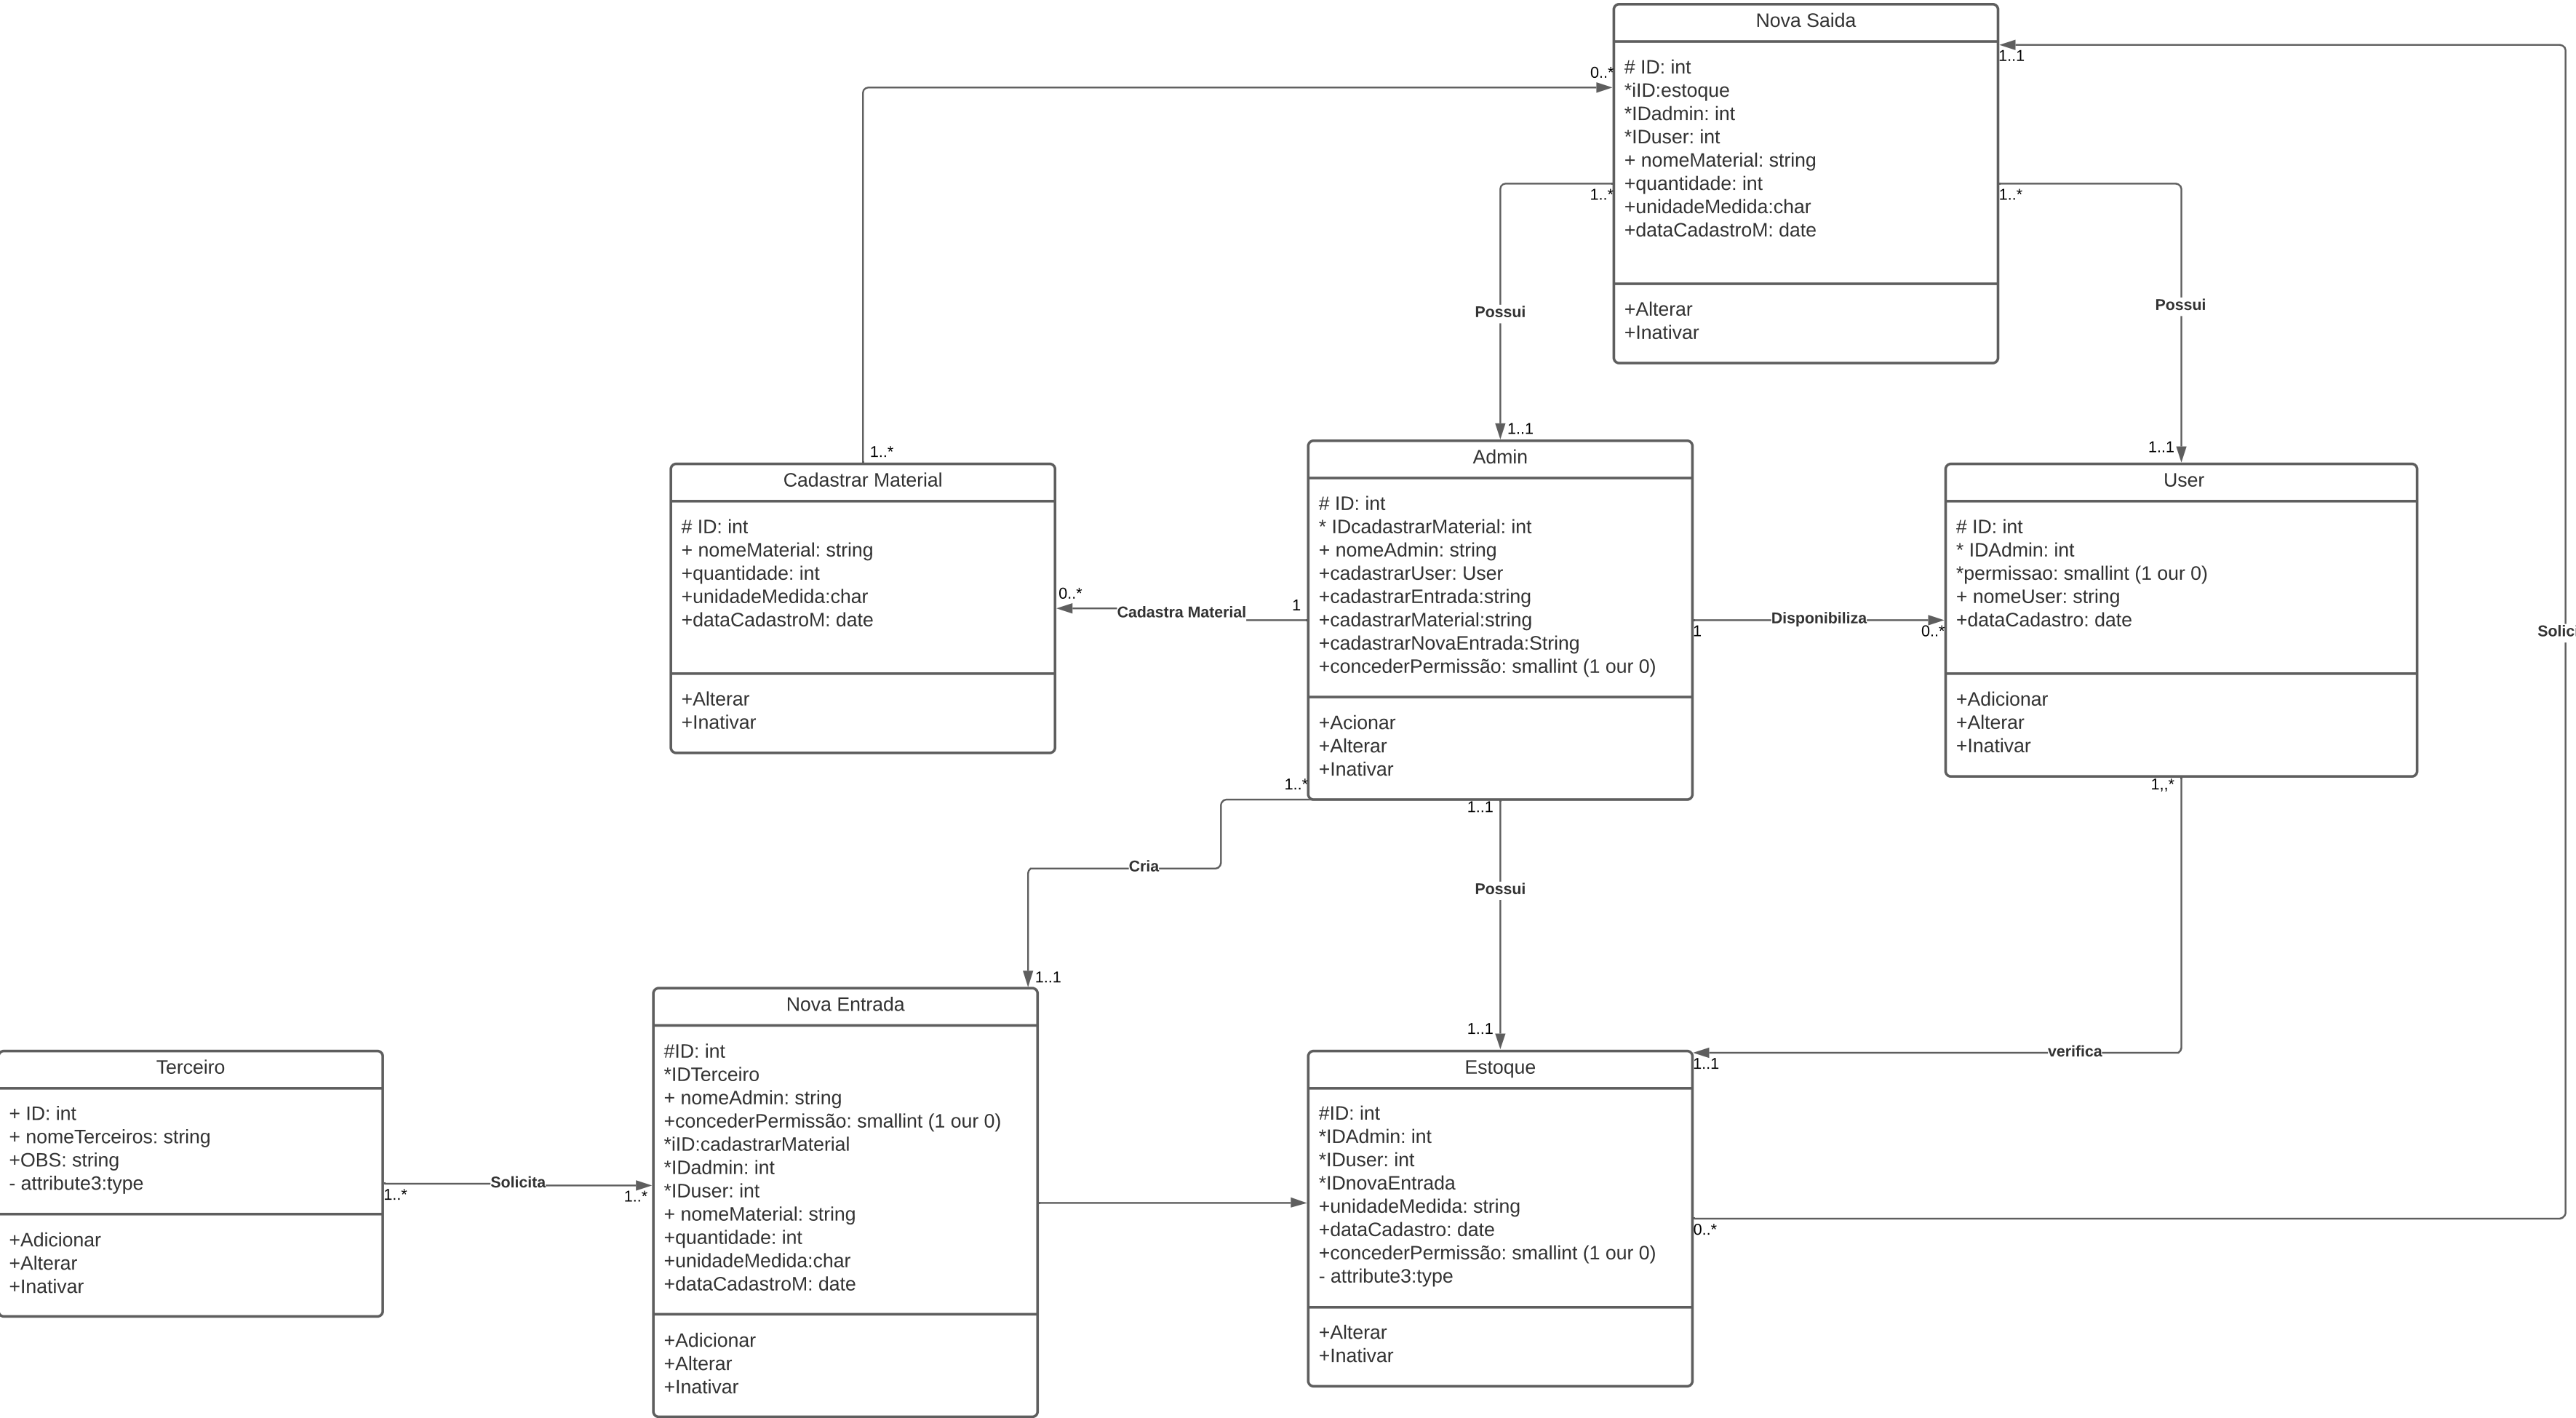 Nova Saida
# ID: int
*iID:estoque
*IDadmin: int
*IDuser: int
+ nomeMaterial: string
+quantidade: int
+unidadeMedida:char
+dataCadastroM: date
+Alterar
+Inativar
1..1
0..*
1..*
1..*
Possui
Possui
1..1
1..1
1..*
Cadastrar Material
# ID: int
+ nomeMaterial: string
+quantidade: int
+unidadeMedida:char
+dataCadastroM: date
+Alterar
+Inativar
0..*
Cadastra Material
1
Admin
# ID: int
* IDcadastrarMaterial: int
+ nomeAdmin: string
+cadastrarUser: User
+cadastrarEntrada:string
+cadastrarMaterial:string
+cadastrarNovaEntrada:String
+concederPermissão: smallint (1 our 0)
+Acionar
+Alterar
+Inativar
1
Disponibiliza
0..*
User
# ID: int
* IDAdmin: int
*permissao: smallint (1 our 0)
+ nomeUser: string
+dataCadastro: date
+Adicionar
+Alterar
+Inativar
Solici
1..*
1..1
1,,*
Cria
Possui
1..1
1..1
verifica
1..1
Terceiro
+ ID: int
+ nomeTerceiros: string
+OBS: string
- attribute3:type
+Adicionar
+Alterar
+Inativar
1..*
Solicita
1..*
Nova Entrada
#ID: int
*IDTerceiro
+ nomeAdmin: string
+concederPermissão: smallint (1 our 0)
*iID:cadastrarMaterial
*IDadmin: int
*IDuser: int
+ nomeMaterial: string
+quantidade: int
+unidadeMedida:char
+dataCadastroM: date
+Adicionar
+Alterar
+Inativar
Estoque
#ID: int
*IDAdmin: int
*IDuser: int
*IDnovaEntrada
+unidadeMedida: string
+dataCadastro: date
+concederPermissão: smallint (1 our 0)
- attribute3:type
+Alterar
+Inativar
0..*